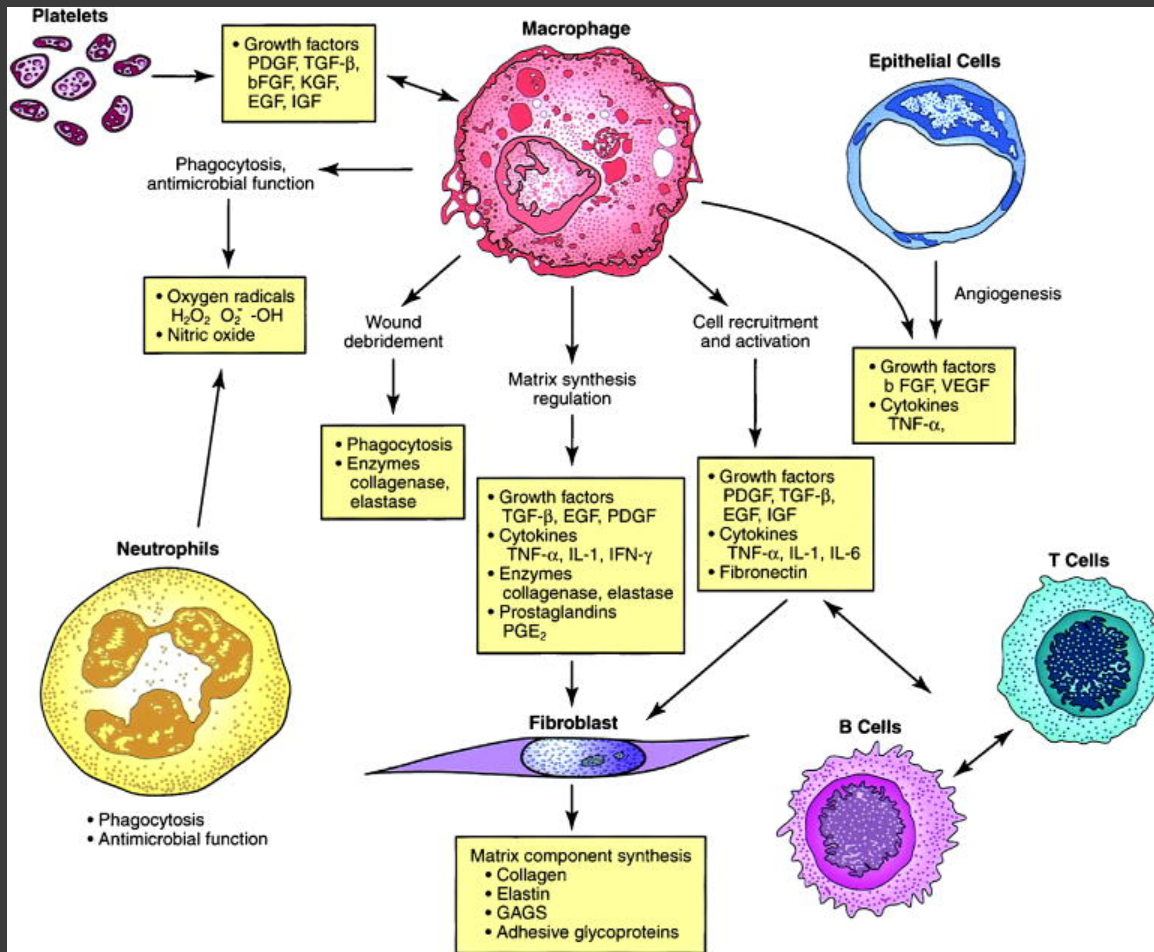 Platelets
• Growth factors
PDGF, TGF-β,
bFGF, KGF,
EGF, IGF
Macrophage
Epithelial Cells
Phagocytosis,
antimicrobial function
• Oxygen radicals
H₂O₂ O₂⁻ -OH
• Nitric oxide
Wound
debridement
• Phagocytosis
• Enzymes
collagenase,
elastase
Matrix synthesis
regulation
• Growth factors
TGF-β, EGF, PDGF
• Cytokines
TNF-α, IL-1, IFN-γ
• Enzymes
collagenase, elastase
• Prostaglandins
PGE₂
Cell recruitment
and activation
• Growth factors
PDGF, TGF-β,
EGF, IGF
• Cytokines
TNF-α, IL-1, IL-6
• Fibronectin
Angiogenesis
• Growth factors
b FGF, VEGF
• Cytokines
TNF-α,
Neutrophils
• Phagocytosis
• Antimicrobial function
Fibroblast
Matrix component synthesis
• Collagen
• Elastin
• GAGS
• Adhesive glycoproteins
T Cells
B Cells